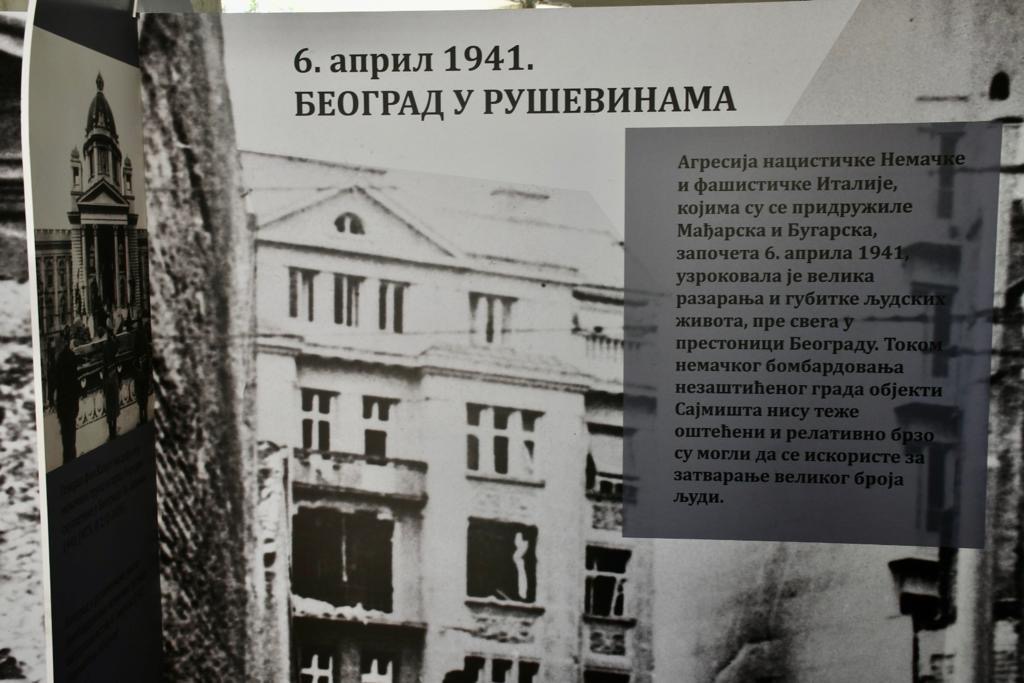 6. април 1941.
БЕОГРАД У РУШЕВИНАМА
Агресија нацистичке Немачке
и фашистичке Италије,
којима су се придружиле
Мађарска и Бугарска,
започета 6. априла 1941,
узроковала је велика
разарања и губитке људских
живота, пре свега у
престоници Београду. Током
немачког бомбардовања
незаштићеног града објекти
Сајмишта нису теже
оштећени и релативно брзо
су могли да се искористе за
затварање великог броја
људи.